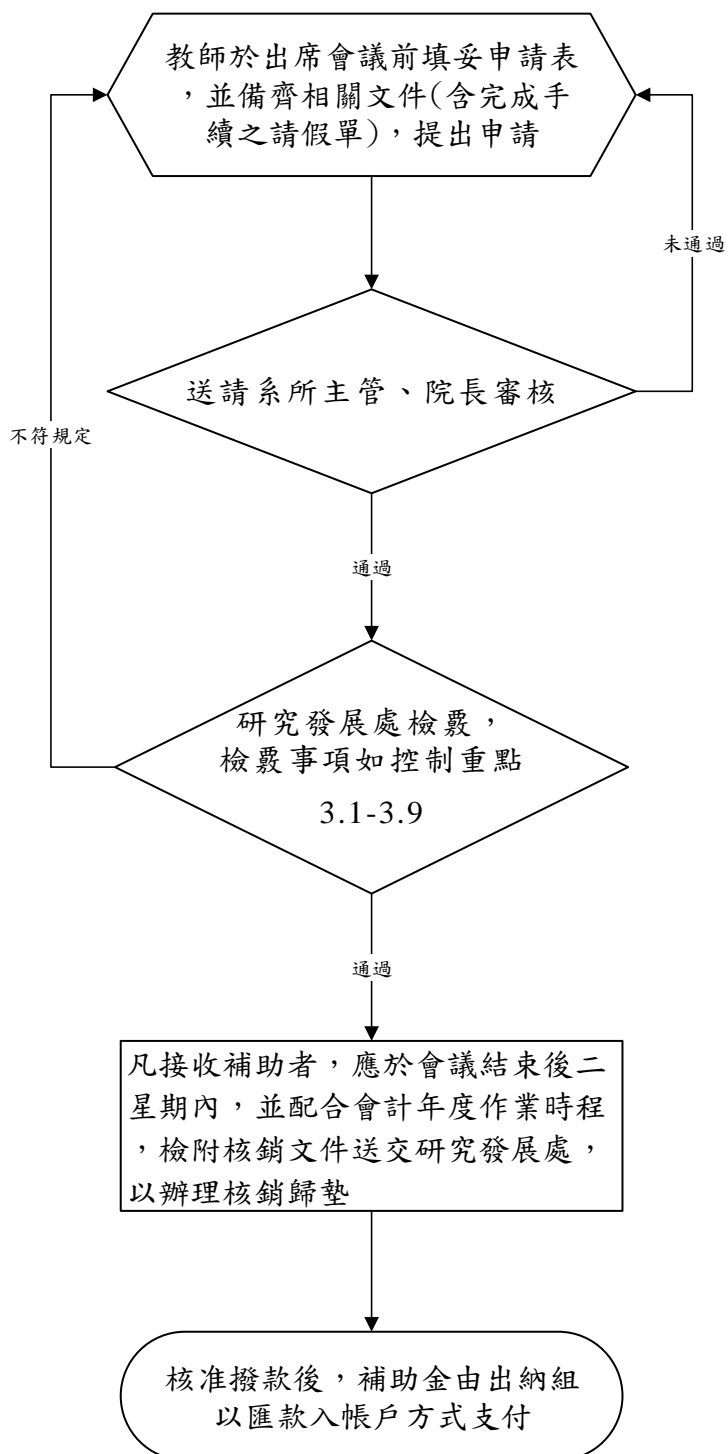 教師於出席會議前填妥申請表
，並備齊相關文件(含完成手
續之請假單)，提出申請
未通過
送請系所主管、院長審核
不符規定
通過
研究發展處檢覈，
檢覈事項如控制重點
3.1-3.9
通過
凡接收補助者，應於會議結束後二
星期內，並配合會計年度作業時程
，檢附核銷文件送交研究發展處，
以辦理核銷歸墊
核准撥款後，補助金由出納組
以匯款入帳戶方式支付